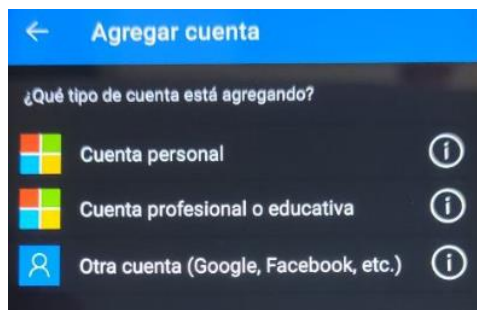 Agregar cuenta
¿Qué tipo de cuenta está agregando?
Cuenta personal
Cuenta profesional o educativa
Otra cuenta (Google, Facebook, etc.)